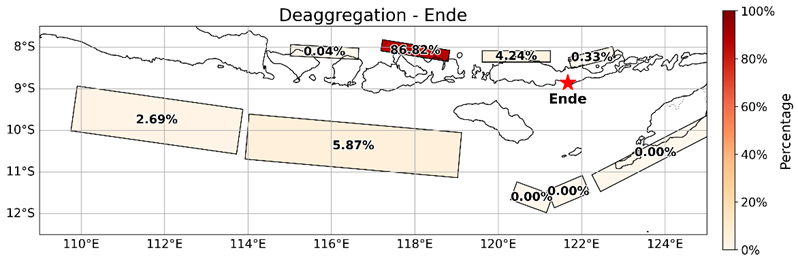 Deaggregation - Ende
100%
80%
60%
40%
20%
0%
Percentage
8°S
9°S
10°S
11°S
12°S
0.04%
86.82%
4.24%
0.33%
Ende
2.69%
5.87%
0.00%
0.00%
0.00%
110°E
112°E
114°E
116°E
118°E
120°E
122°E
124°E